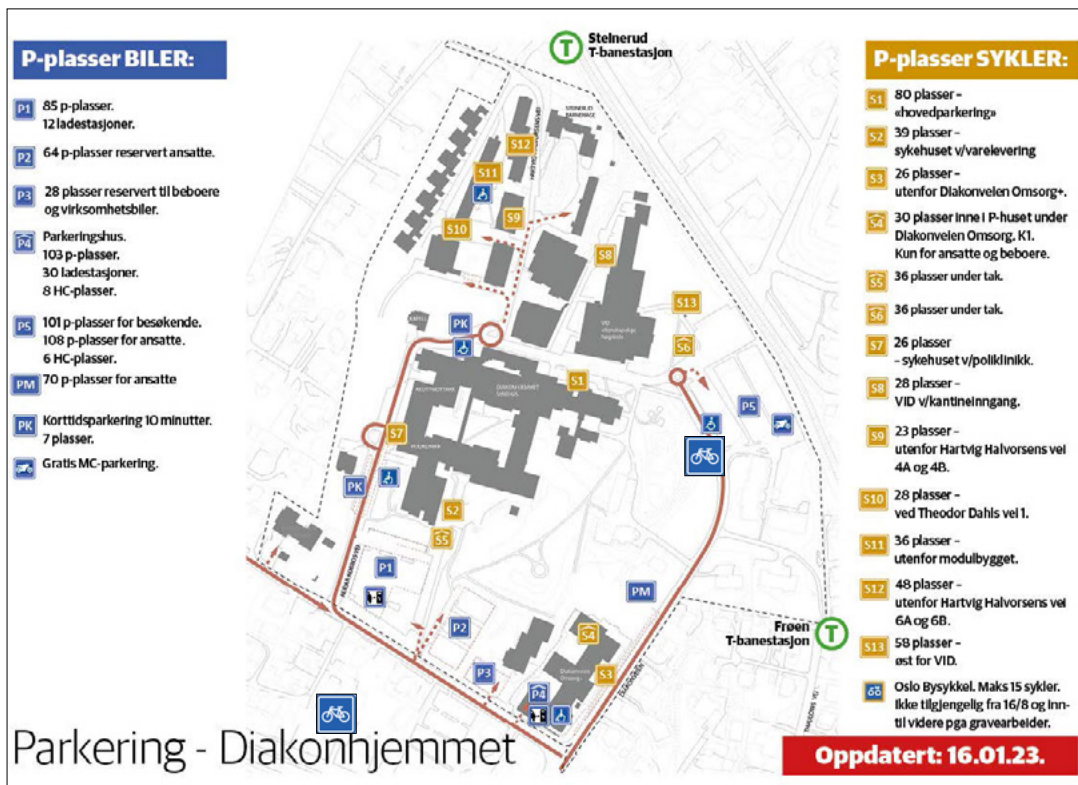 Steinerud
T-banestasjon
P-plasser BILER:
P1
85 p-plasser.
12 ladestasjoner.
P2
64 p-plasser reservert ansatte.
P3
28 plasser reservert til beboere
og virksomhetsbiler.
P4
Parkeringshus.
103 p-plasser.
30 ladestasjoner.
8 HC-plasser.
P5
101 p-plasser for besøkende.
108 p-plasser for ansatte.
6 HC-plasser.
PM
70 p-plasser for ansatte
PK
Korttidsparkering 10 minutter.
7 plasser.
Gratis MC-parkering.
STEINERUD
BARNEHAGE
S12
S11
S9
S10
S8
S13
PK
VID
S6
S1
DIAKONHJEMMET
SYKEHUS
P5
S7
PK
S2
S5
P1
PM
P2
S4
P3
Diakonveien
Omsorg+
S3
P4
DIAKONVEIEN
Frøen
T-banestasjon
P-plasser SYKLER:
S1
80 plasser –
«hovedparkering»
S2
39 plasser –
sykehuset v/varelevering
S3
26 plasser –
utenfor Diakonveien Omsorg+.
S4
30 plasser inne i P-huset under
Diakonveien Omsorg. K1.
Kun for ansatte og beboere.
S5
36 plasser under tak.
S6
36 plasser under tak.
S7
26 plasser
- sykehuset v/poliklinikk.
S8
28 plasser –
VID v/kantineinngang.
S9
23 plasser –
utenfor Hartvig Halvorsens vei
4A og 4B.
S10
28 plasser –
ved Theodor Dahls vei 1.
S11
36 plasser –
utenfor modulbygget.
S12
48 plasser –
utenfor Hartvig Halvorsens vei
6A og 6B.
S13
58 plasser –
øst for VID.
Oslo Bysykkel. Maks 15 sykler.
Ikke tilgjengelig fra 16/8 og inn-
til videre pga gravearbeider.
Parkering - Diakonhjemmet
Oppdatert: 16.01.23.